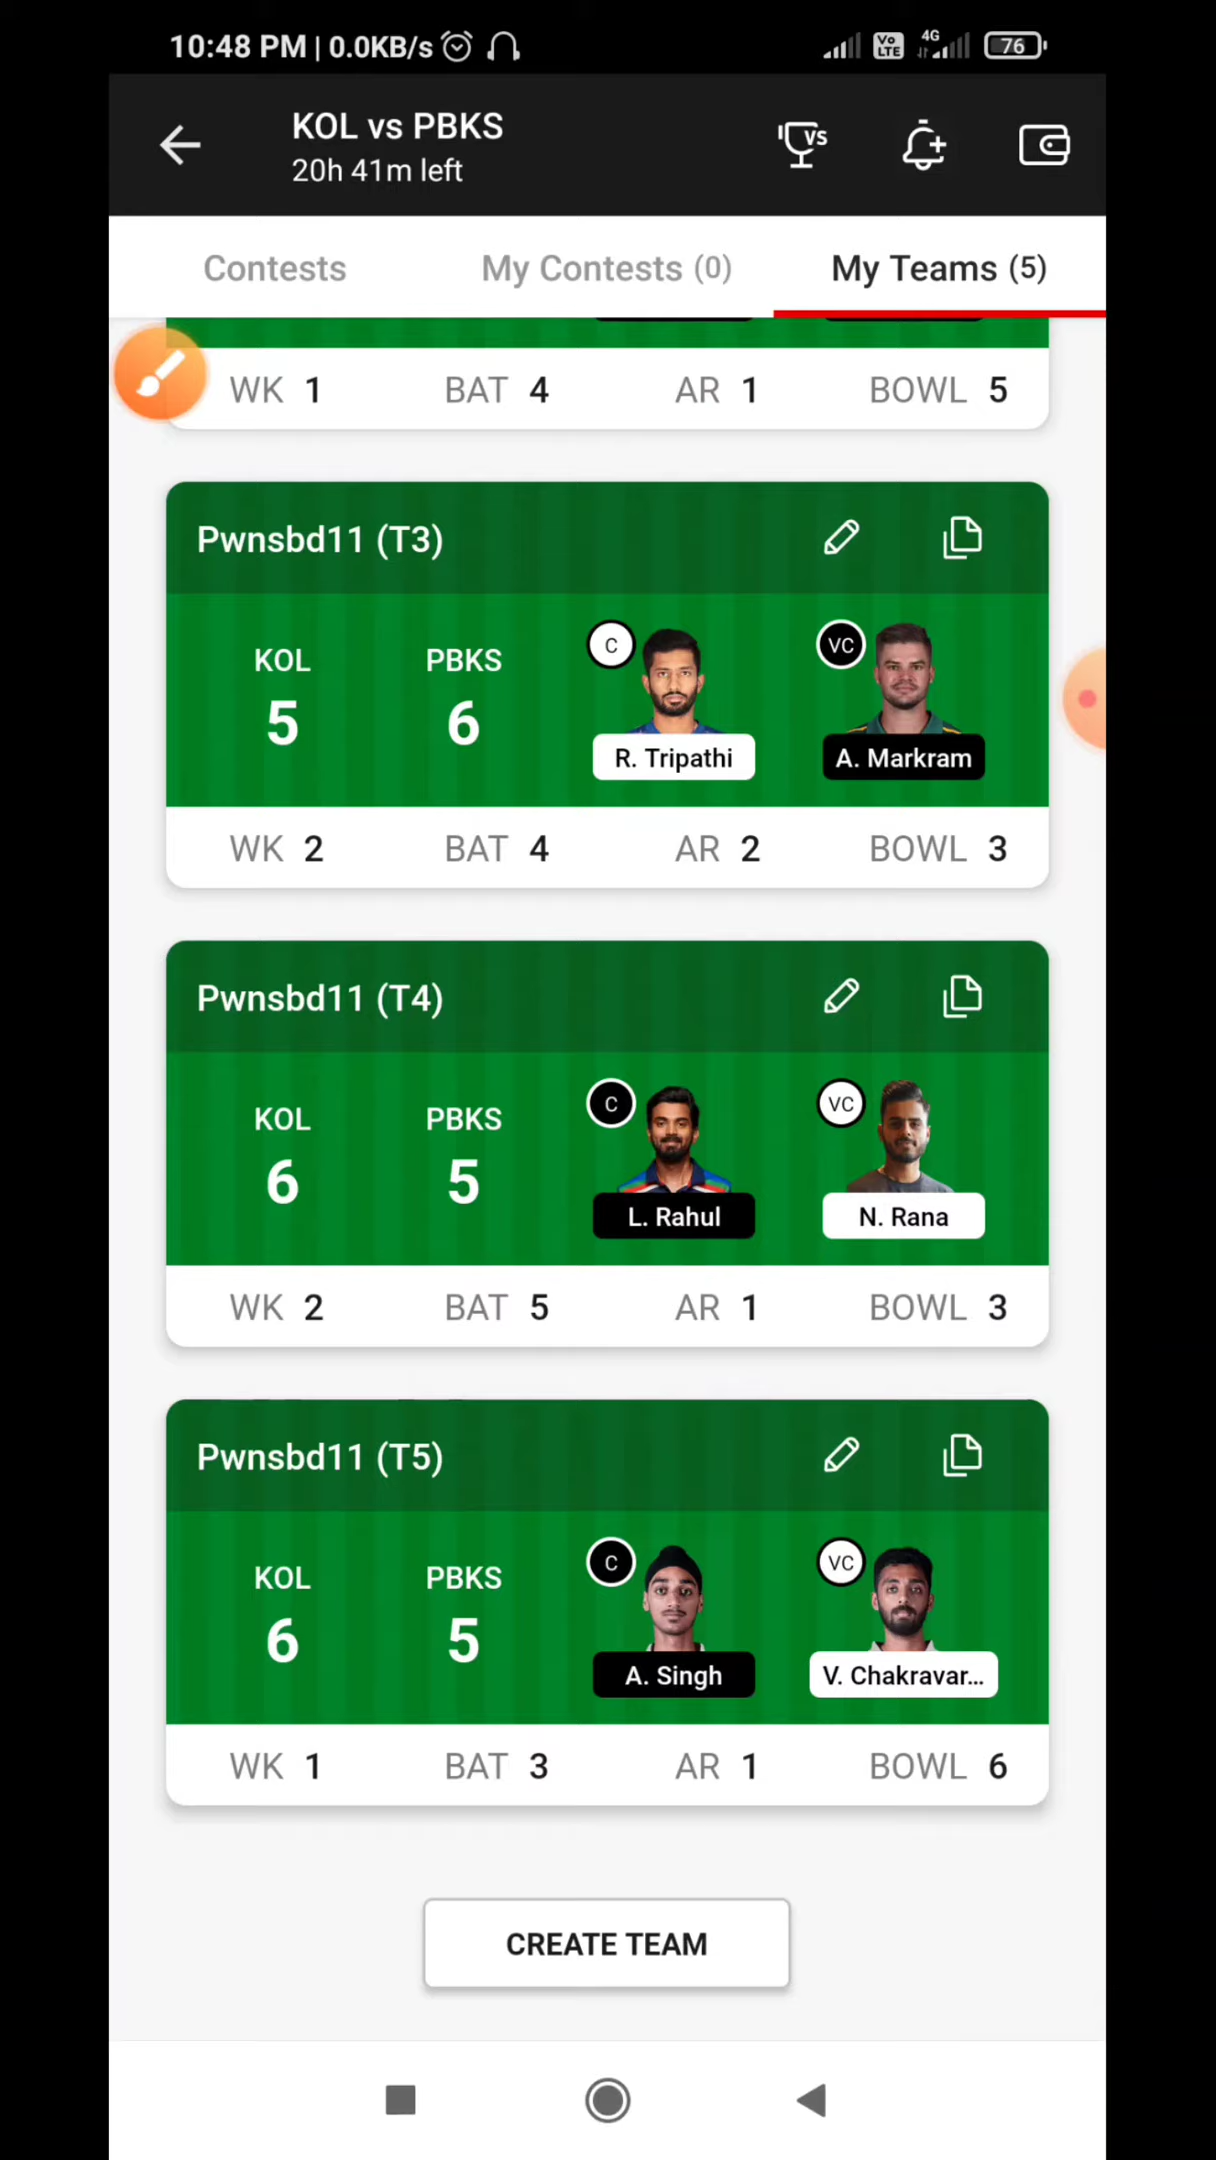 10:48 PM | 0.0KB/s Vo LTE 4G 76
KOL vs PBKS VS
20h 41m left
Contests My Contests (0) My Teams (5)
WK 1 BAT 4 AR 1 BOWL 5
Pwnsbd11 (T3)
KOL PBKS C VC
5 6
R. Tripathi A. Markram
WK 2 BAT 4 AR 2 BOWL 3
Pwnsbd11 (T4)
KOL PBKS C VC
6 5
L. Rahul N. Rana
WK 2 BAT 5 AR 1 BOWL 3
Pwnsbd11 (T5)
KOL PBKS C VC
6 5
A. Singh V. Chakravar...
WK 1 BAT 3 AR 1 BOWL 6
CREATE TEAM